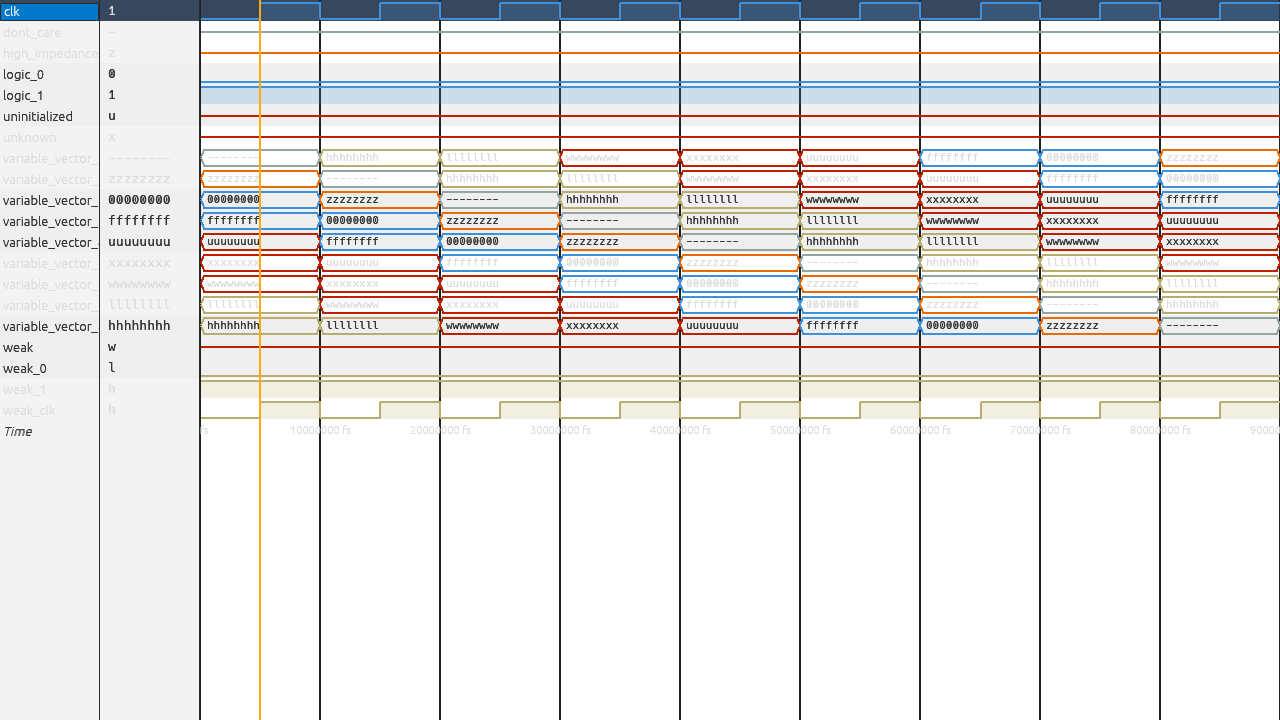 clk 1
dont_care -
high_impedance z
logic_0 0
logic_1 1
uninitialized u
unknown x
variable_vector_ -------- -------- hhhhhhhh llllllll wwwwwwww xxxxxxxx uuuuuuuu ffffffff 00000000 zzzzzzzz
variable_vector_ zzzzzzzz zzzzzzzz -------- hhhhhhhh llllllll wwwwwwww xxxxxxxx uuuuuuuu ffffffff 00000000
variable_vector_ 00000000 00000000 zzzzzzzz -------- hhhhhhhh llllllll wwwwwwww xxxxxxxx uuuuuuuu ffffffff
variable_vector_ ffffffff ffffffff 00000000 zzzzzzzz -------- hhhhhhhh llllllll wwwwwwww xxxxxxxx uuuuuuuu
variable_vector_ uuuuuuuu uuuuuuuu ffffffff 00000000 zzzzzzzz -------- hhhhhhhh llllllll wwwwwwww xxxxxxxx
variable_vector_ xxxxxxxx xxxxxxxx uuuuuuuu ffffffff 00000000 zzzzzzzz -------- hhhhhhhh llllllll wwwwwwww
variable_vector_ wwwwwwww wwwwwwww xxxxxxxx uuuuuuuu ffffffff 00000000 zzzzzzzz -------- hhhhhhhh llllllll
variable_vector_ llllllll llllllll wwwwwwww xxxxxxxx uuuuuuuu ffffffff 00000000 zzzzzzzz -------- hhhhhhhh
variable_vector_ hhhhhhhh hhhhhhhh llllllll wwwwwwww xxxxxxxx uuuuuuuu ffffffff 00000000 zzzzzzzz --------
weak w
weak_0 l
weak_1 h
weak_clk h
Time fs 10000000 fs 20000000 fs 30000000 fs 40000000 fs 50000000 fs 60000000 fs 70000000 fs 80000000 fs 90000